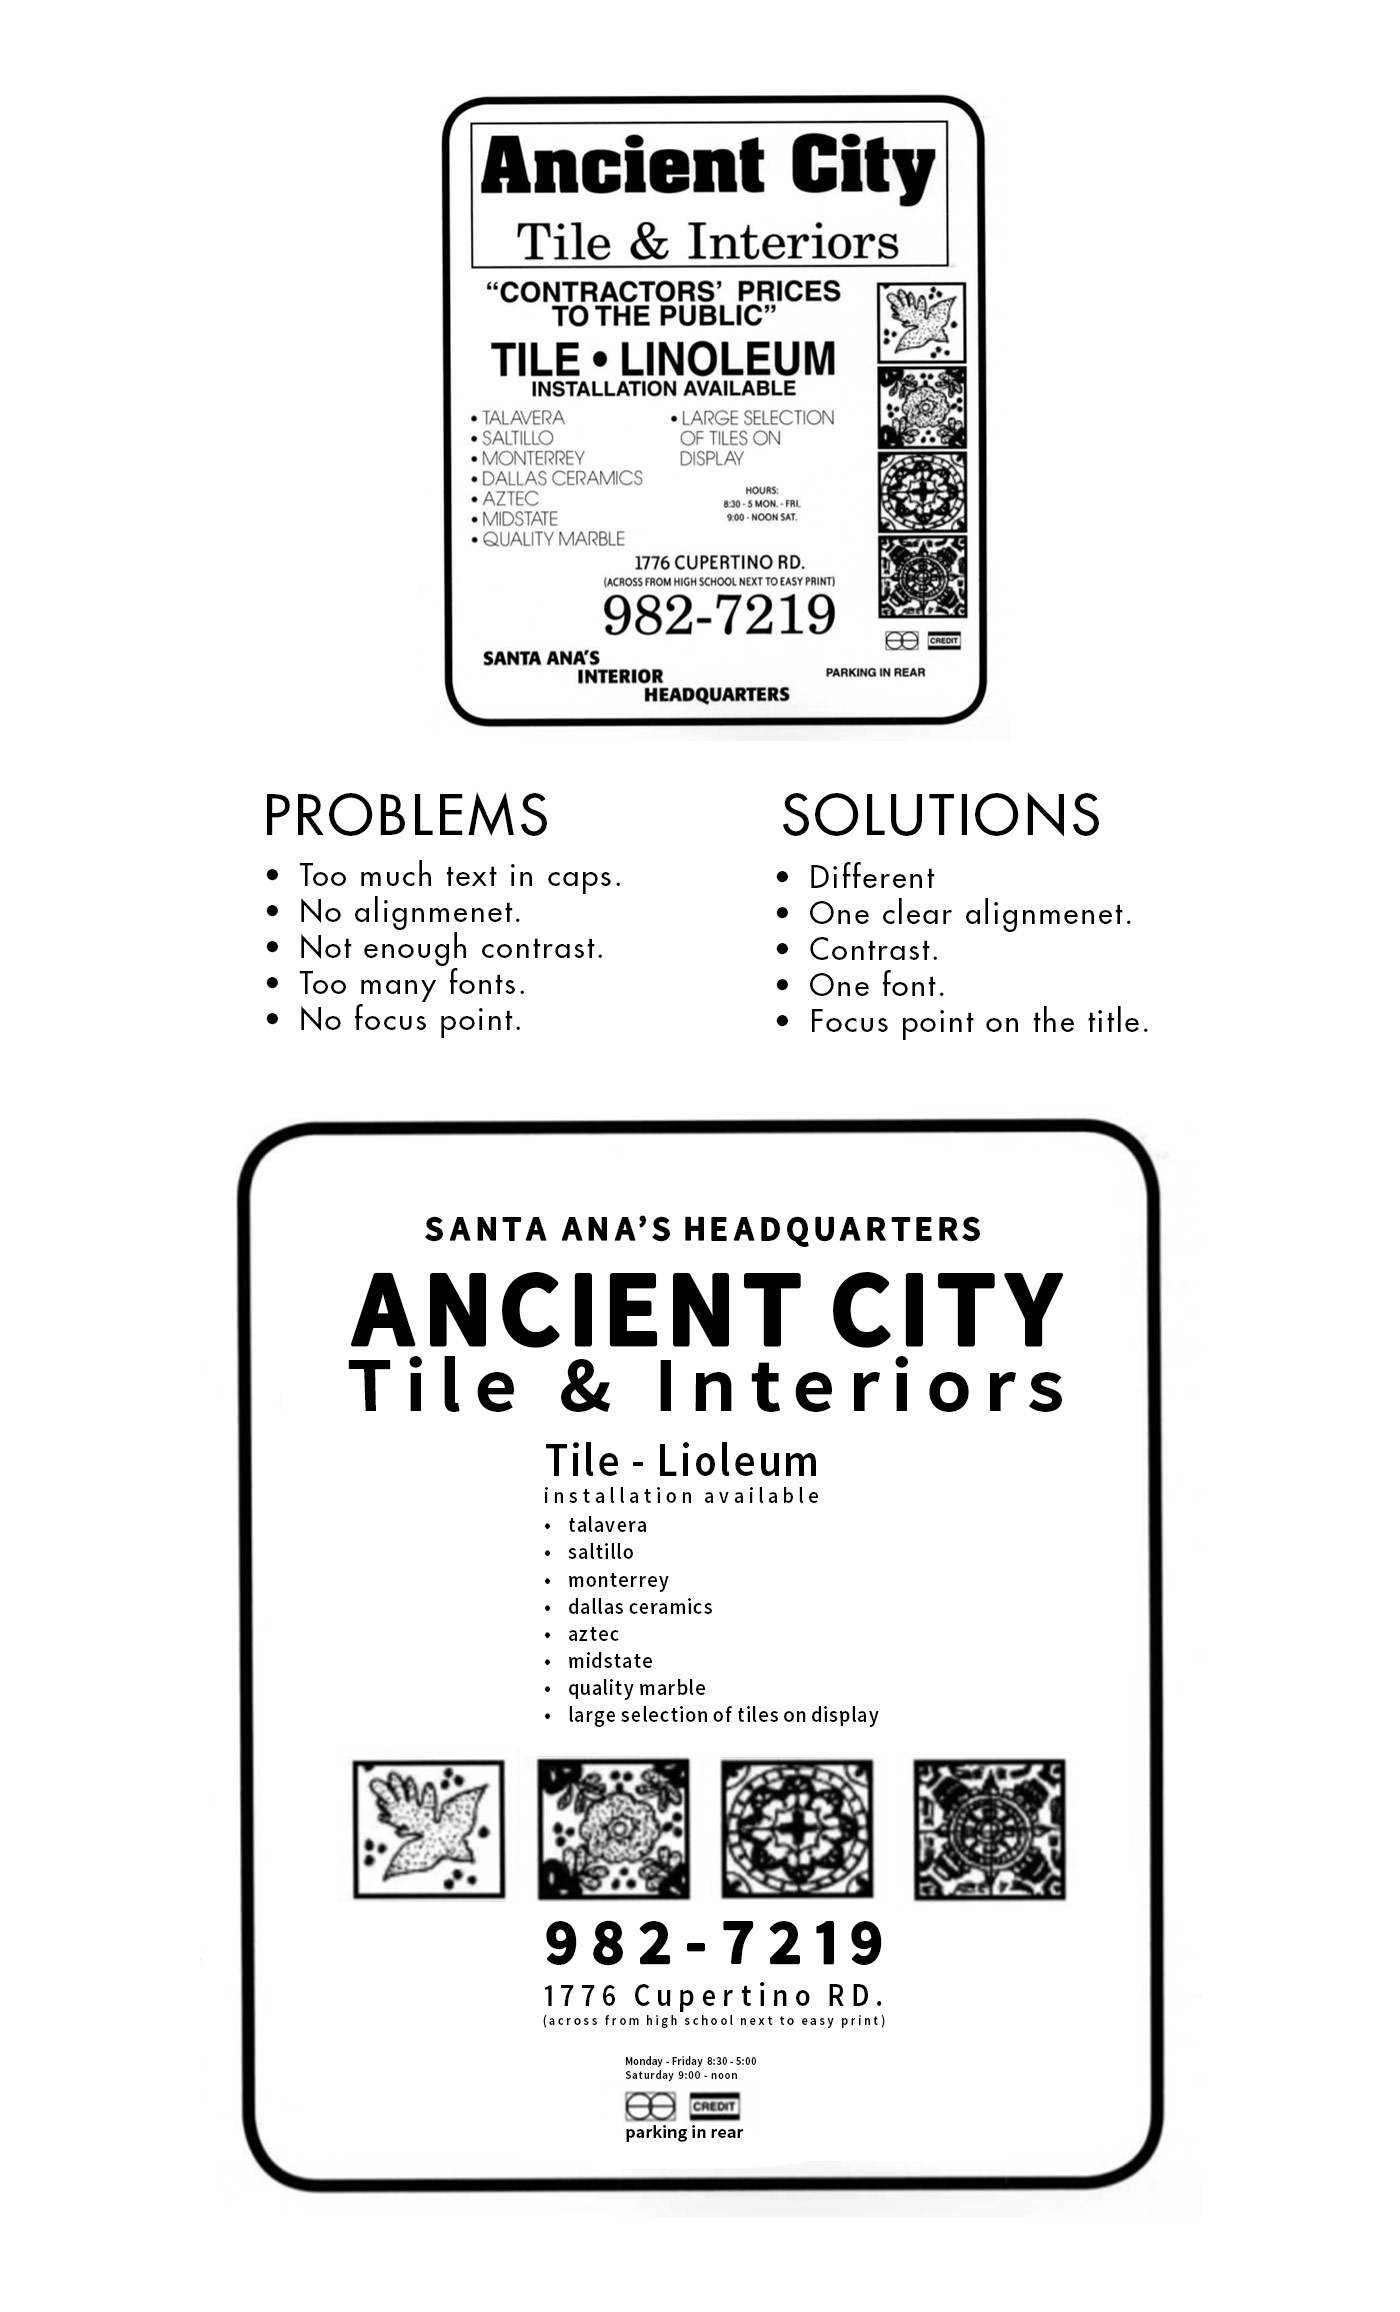 Ancient City
Tile & Interiors
“CONTRACTORS’ PRICES
TO THE PUBLIC”
TILE • LINOLEUM
INSTALLATION AVAILABLE
• TALAVERA
• SALTILLO
• MONTERREY
• DALLAS CERAMICS
• AZTEC
• MIDSTATE
• QUALITY MARBLE
• LARGE SELECTION
OF TILES ON
DISPLAY
HOURS:
8:30 - 5 MON. - FRI.
9:00 - NOON SAT.
1776 CUPERTINO RD.
(ACROSS FROM HIGH SCHOOL NEXT TO EASY PRINT)
982-7219
CREDIT
SANTA ANA’S
INTERIOR
HEADQUARTERS
PARKING IN REAR
PROBLEMS
• Too much text in caps.
• No alignmenet.
• Not enough contrast.
• Too many fonts.
• No focus point.
SOLUTIONS
• Different
• One clear alignmenet.
• Contrast.
• One font.
• Focus point on the title.
SANTA ANA’S HEADQUARTERS
ANCIENT CITY
Tile & Interiors
Tile - Lioleum
installation available
• talavera
• saltillo
• monterrey
• dallas ceramics
• aztec
• midstate
• quality marble
• large selection of tiles on display
982-7219
1776 Cupertino RD.
(across from high school next to easy print)
Monday - Friday 8:30 - 5:00
Saturday 9:00 - noon
CREDIT
parking in rear